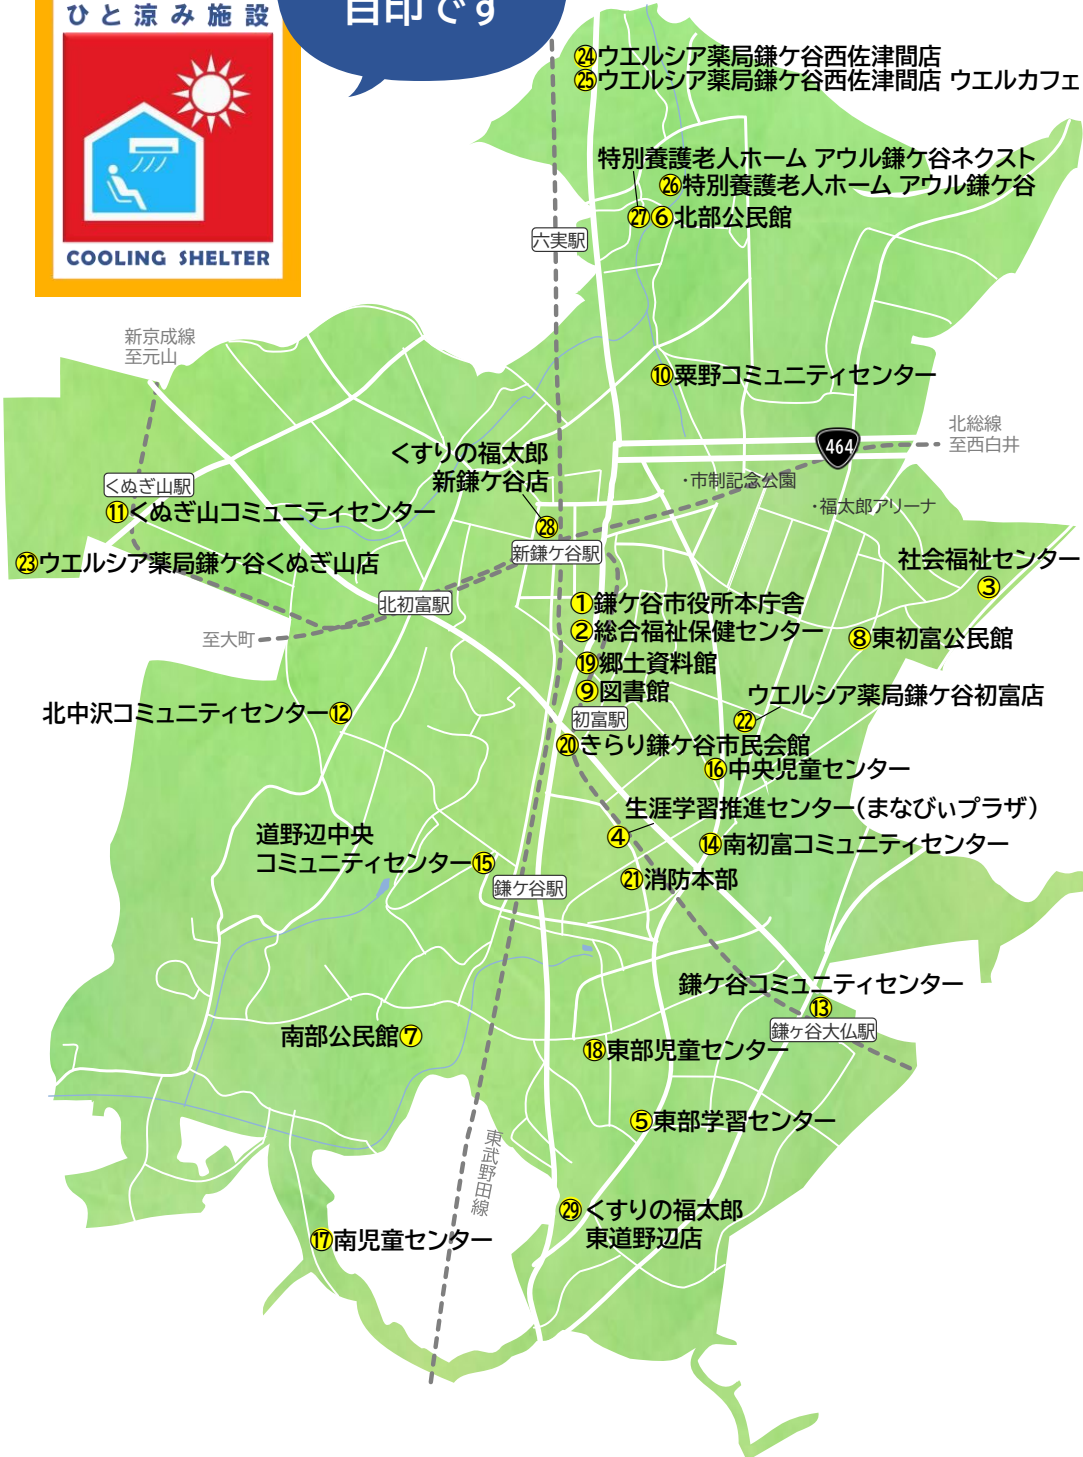 ひと涼み施設
COOLING SHELTER
目印です
㉔ウエルシア薬局鎌ケ谷西佐津間店
㉕ウエルシア薬局鎌ケ谷西佐津間店 ウエルカフェ
特別養護老人ホーム アウル鎌ケ谷ネクスト
㉖特別養護老人ホーム アウル鎌ケ谷
㉗⑥北部公民館
六実駅
新京成線
至元山
⑩粟野コミュニティセンター
北総線
至西白井
464
くすりの福太郎
新鎌ケ谷店
㉘
・市制記念公園
・福太郎アリーナ
くぬぎ山駅
⑪くぬぎ山コミュニティセンター
新鎌ケ谷駅
㉓ウエルシア薬局鎌ケ谷くぬぎ山店
社会福祉センター
③
北初富駅
①鎌ケ谷市役所本庁舎
②総合福祉保健センター
至大町
⑧東初富公民館
⑲郷土資料館
⑨図書館
ウエルシア薬局鎌ケ谷初富店
㉒
北中沢コミュニティセンター⑫
初富駅
⑳きらり鎌ケ谷市民会館
⑯中央児童センター
生涯学習推進センター(まなびぃプラザ)
④
道野辺中央
コミュニティセンター⑮
⑭南初富コミュニティセンター
㉑消防本部
鎌ケ谷駅
鎌ケ谷コミュニティセンター
⑬
鎌ヶ谷大仏駅
南部公民館⑦
⑱東部児童センター
⑤東部学習センター
東武野田線
㉙くすりの福太郎
東道野辺店
⑰南児童センター